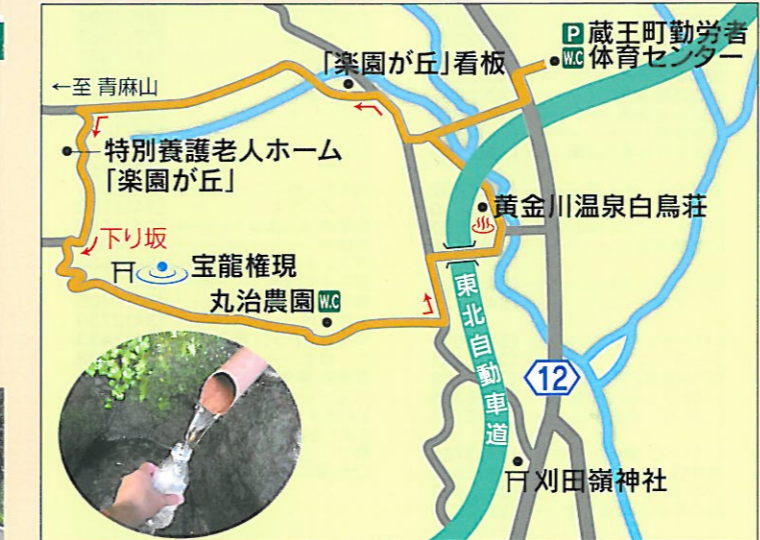 P 蔵王町勤労者
W.C 体育センター
「楽園が丘」看板
←至 青麻山
特別養護老人ホーム
「楽園が丘」
黄金川温泉白鳥荘
下り坂
宝龍権現
丸治農園 W.C
東北自動車道
12
刈田嶺神社